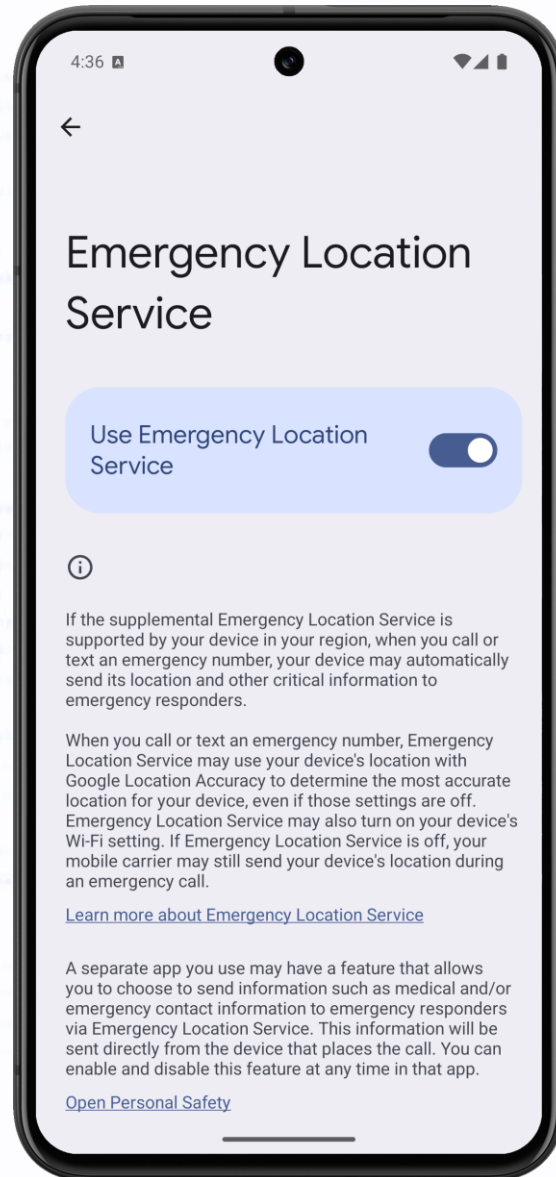 4:36
Emergency Location
Service
Use Emergency Location
Service
If the supplemental Emergency Location Service is
supported by your device in your region, when you call or
text an emergency number, your device may automatically
send its location and other critical information to
emergency responders.
When you call or text an emergency number, Emergency
Location Service may use your device's location with
Google Location Accuracy to determine the most accurate
location for your device, even if those settings are off.
Emergency Location Service may also turn on your device's
Wi-Fi setting. If Emergency Location Service is off, your
mobile carrier may still send your device's location during
an emergency call.
Learn more about Emergency Location Service
A separate app you use may have a feature that allows
you to choose to send information such as medical and/or
emergency contact information to emergency responders
via Emergency Location Service. This information will be
sent directly from the device that places the call. You can
enable and disable this feature at any time in that app.
Open Personal Safety